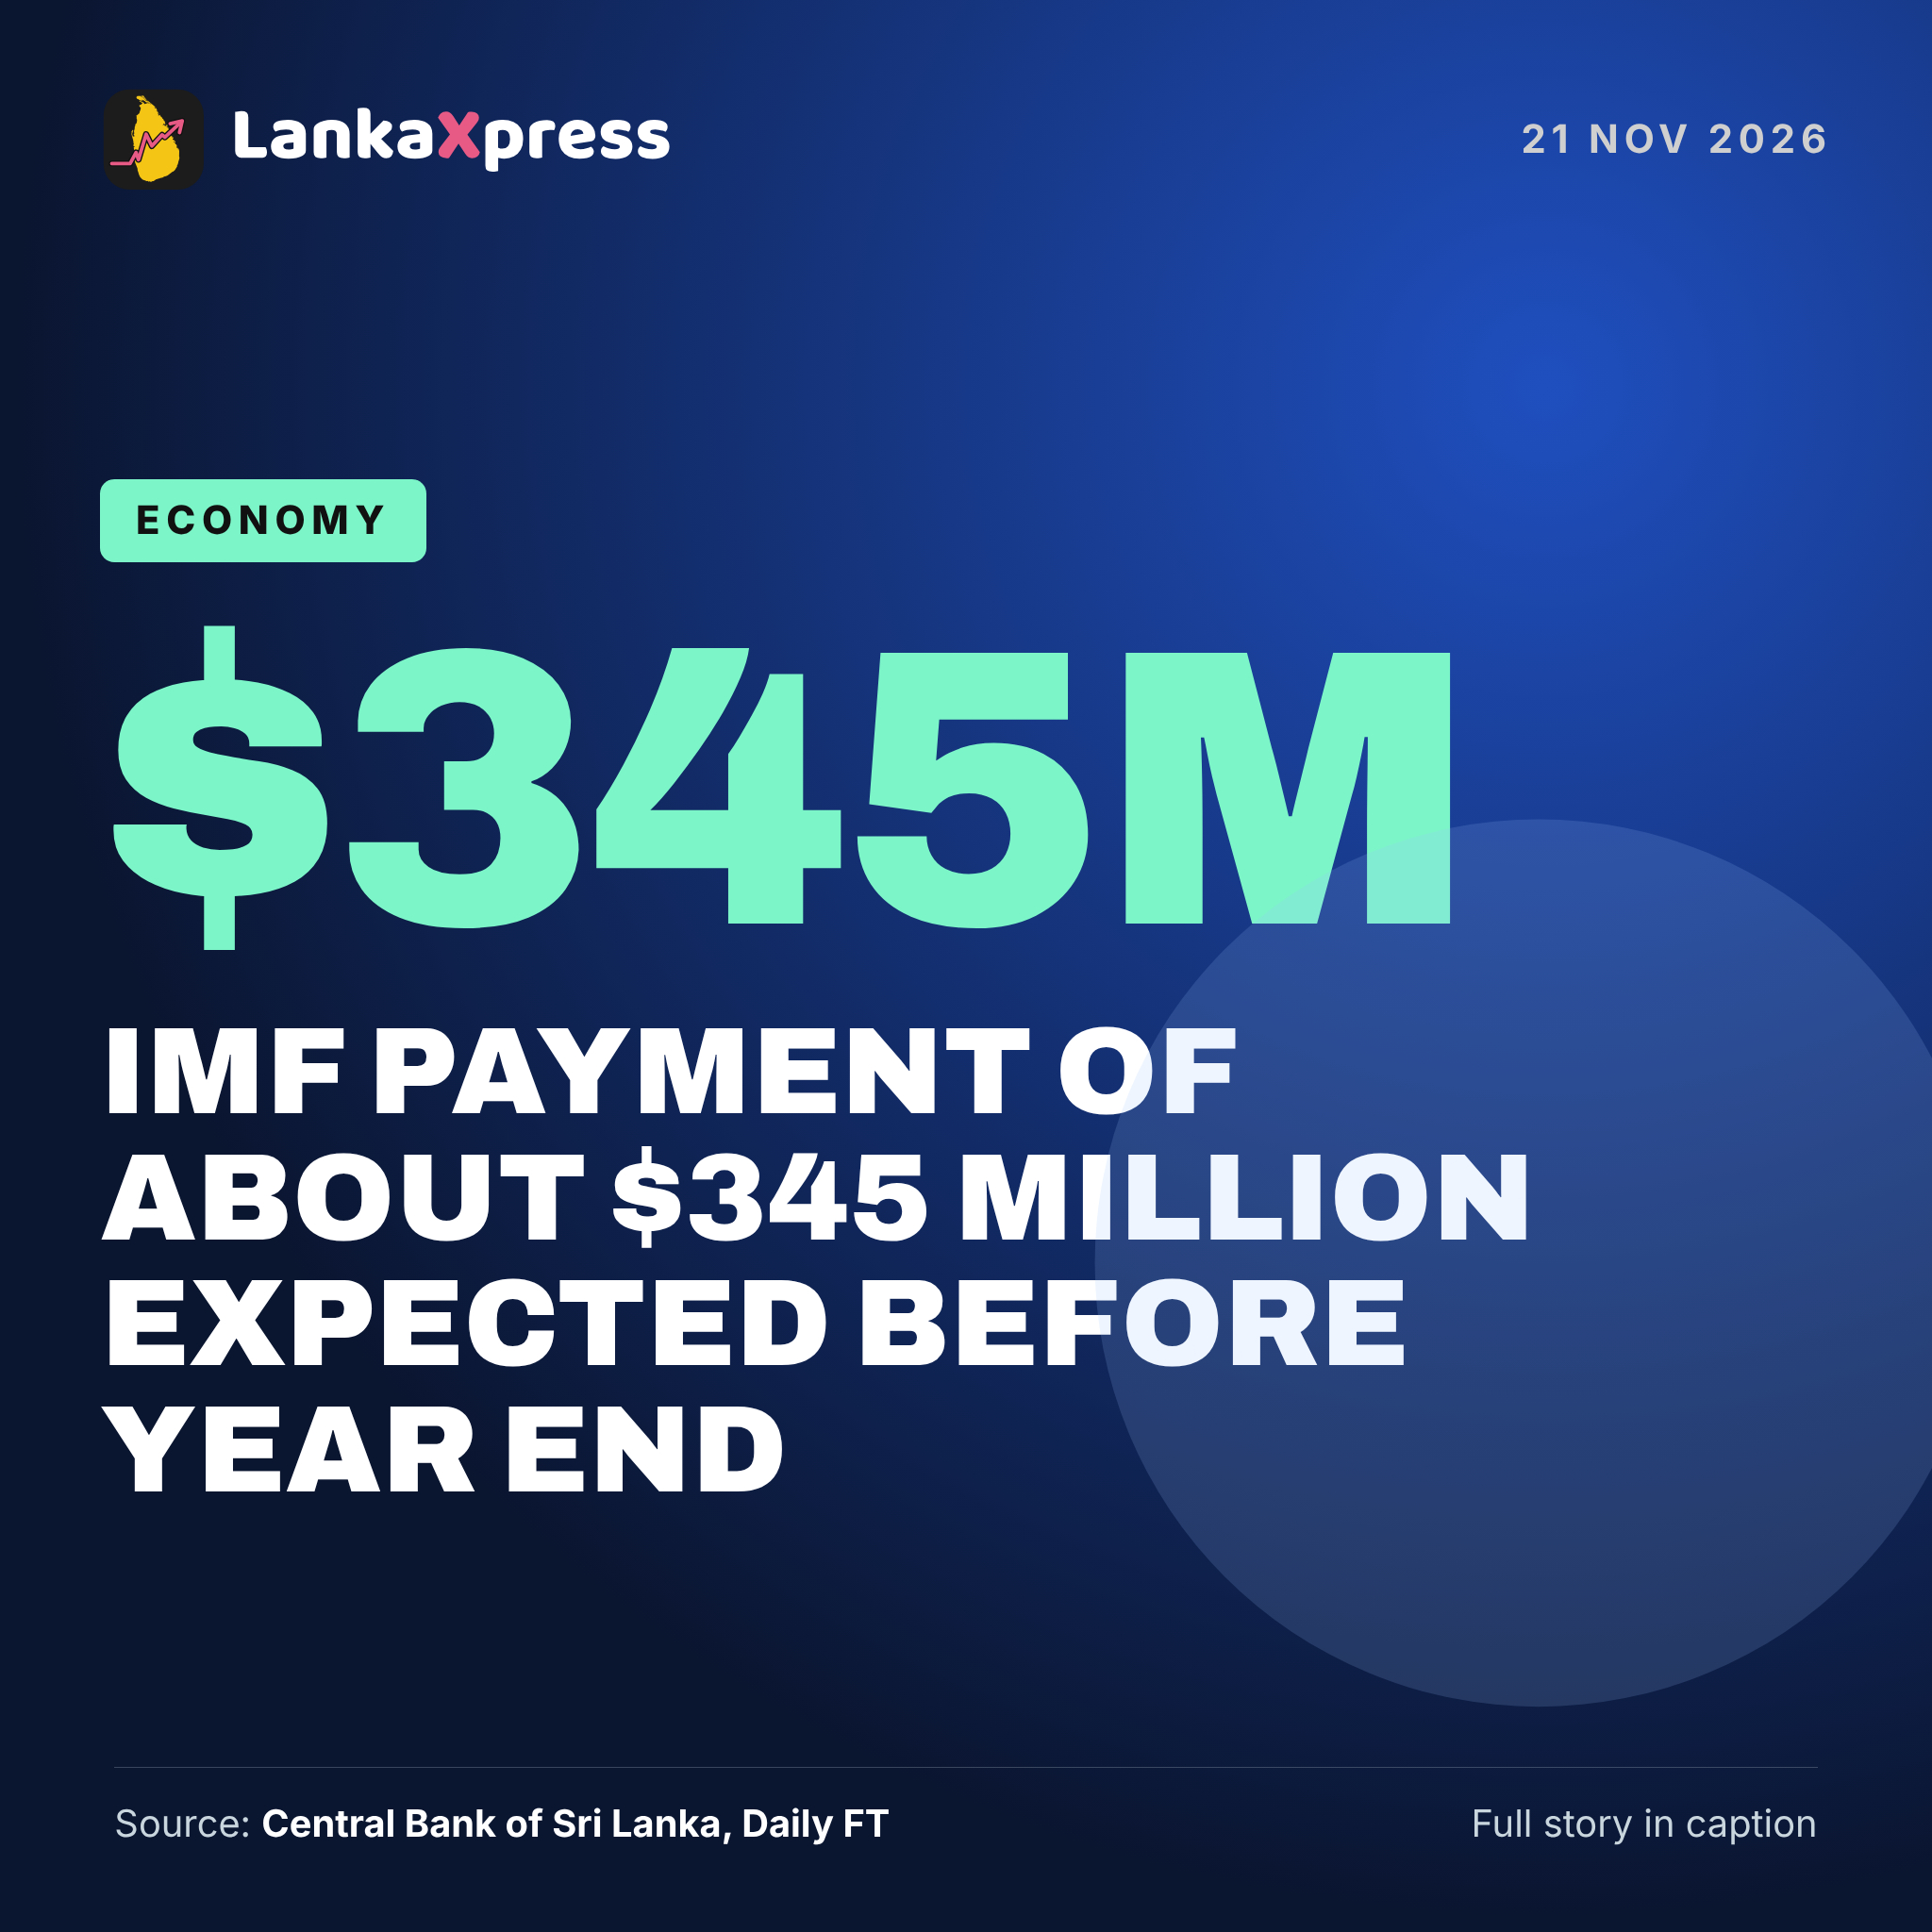 LankaXpress
21 NOV 2026
ECONOMY
$345M
IMF PAYMENT OF
ABOUT $345 MILLION
EXPECTED BEFORE
YEAR END
Source: Central Bank of Sri Lanka, Daily FT
Full story in caption